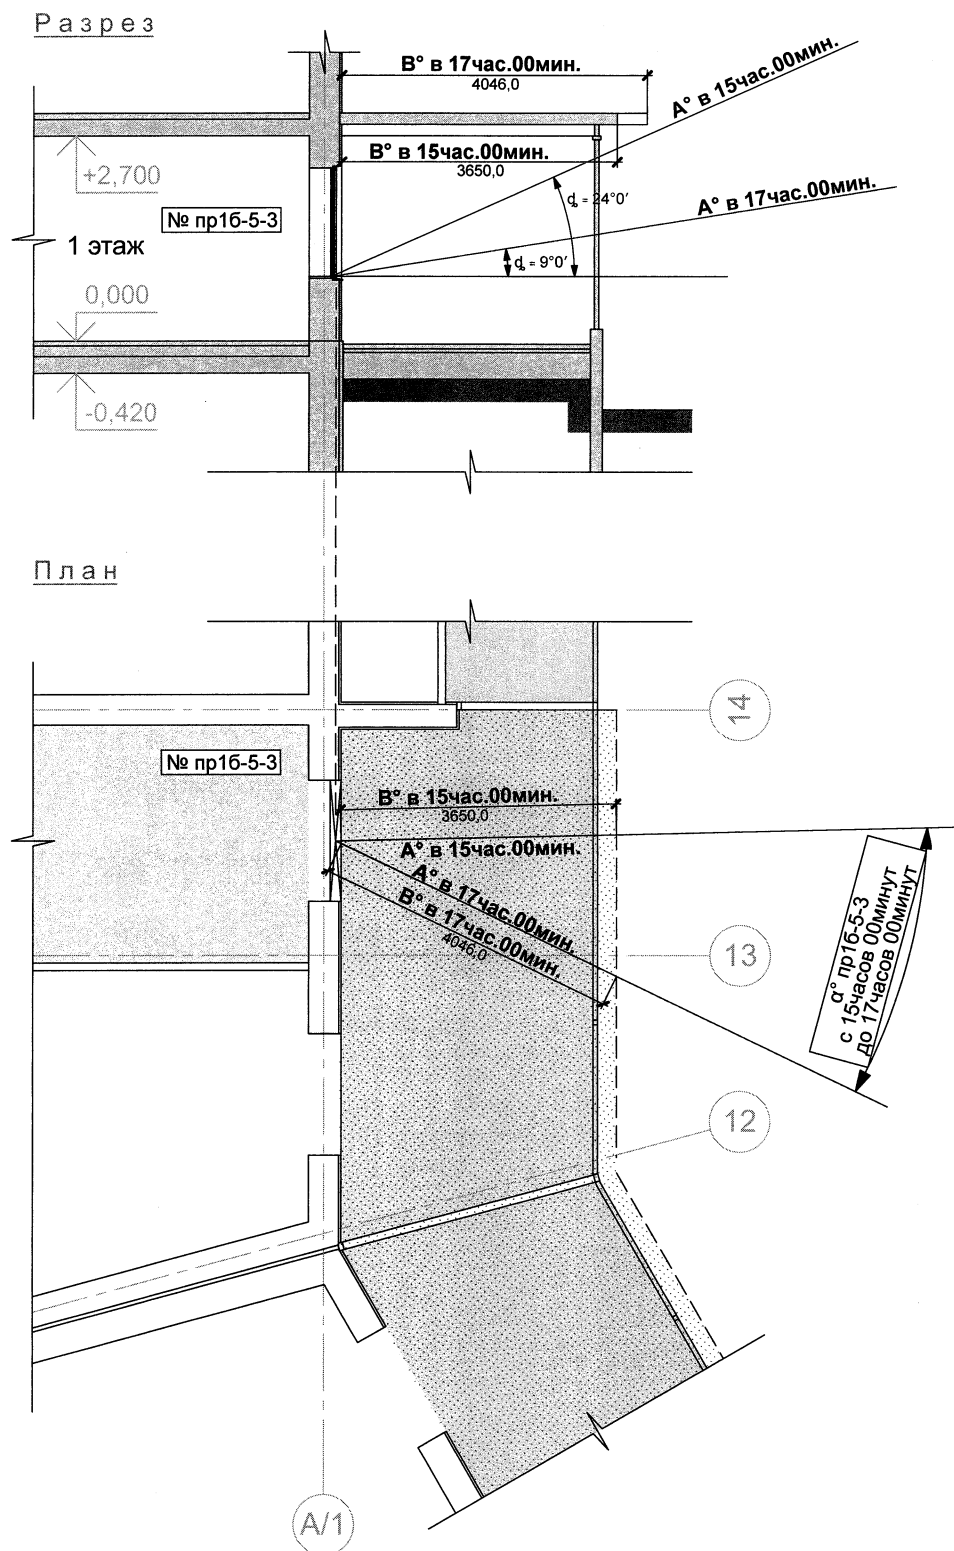 Разрез
В° в 17час.00мин.
4046,0
А° в 15час.00мин.
В° в 15час.00мин.
3650,0
+2,700
№ пр1б-5-3
1 этаж
= 24°0′
А° в 17час.00мин.
= 9°0′
0,000
-0,420
План
14
№ пр1б-5-3
В° в 15час.00мин.
3650,0
А° в 15час.00мин.
А° в 17час.00мин.
В° в 17час.00мин.
4046,0
α° пр1б-5-3
с 15часов 00минут
до 17часов 00минут
13
12
А/1